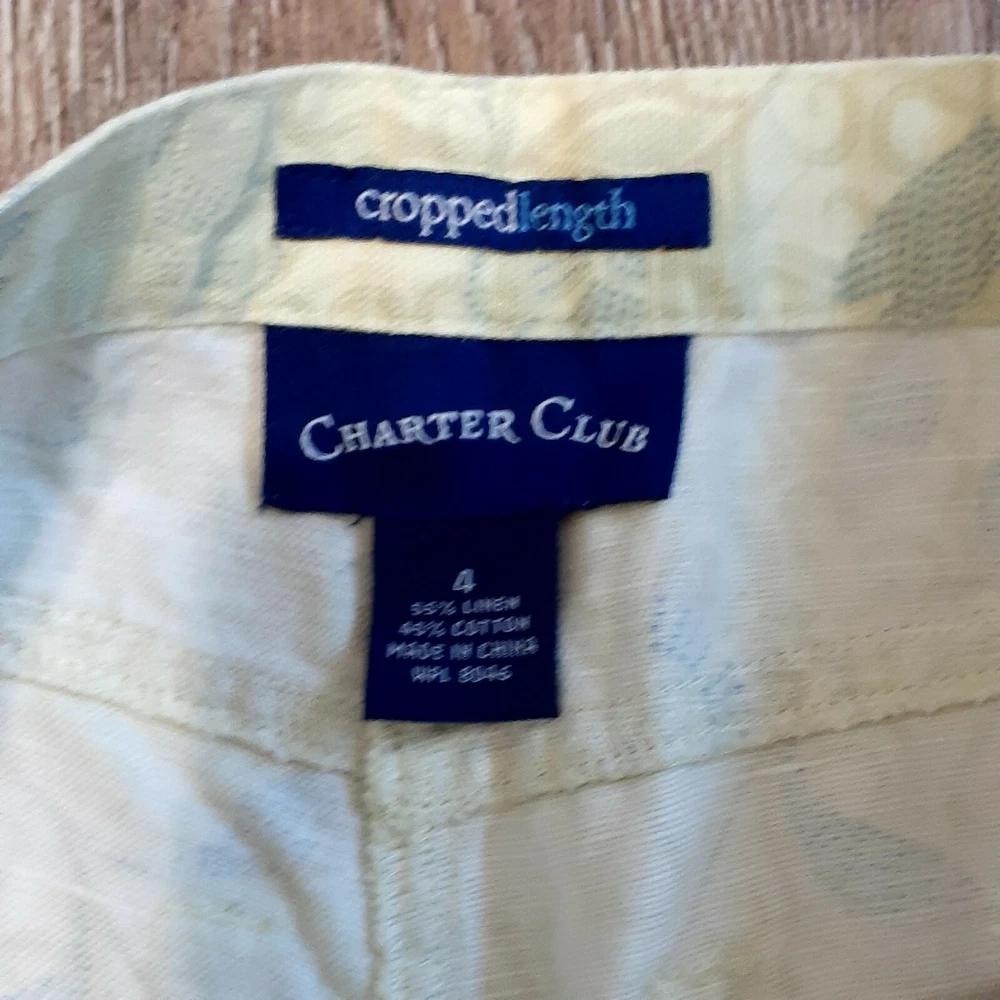 croppedlength
CHARTER CLUB
4
55% LINEN
45% COTTON
MADE IN CHINA